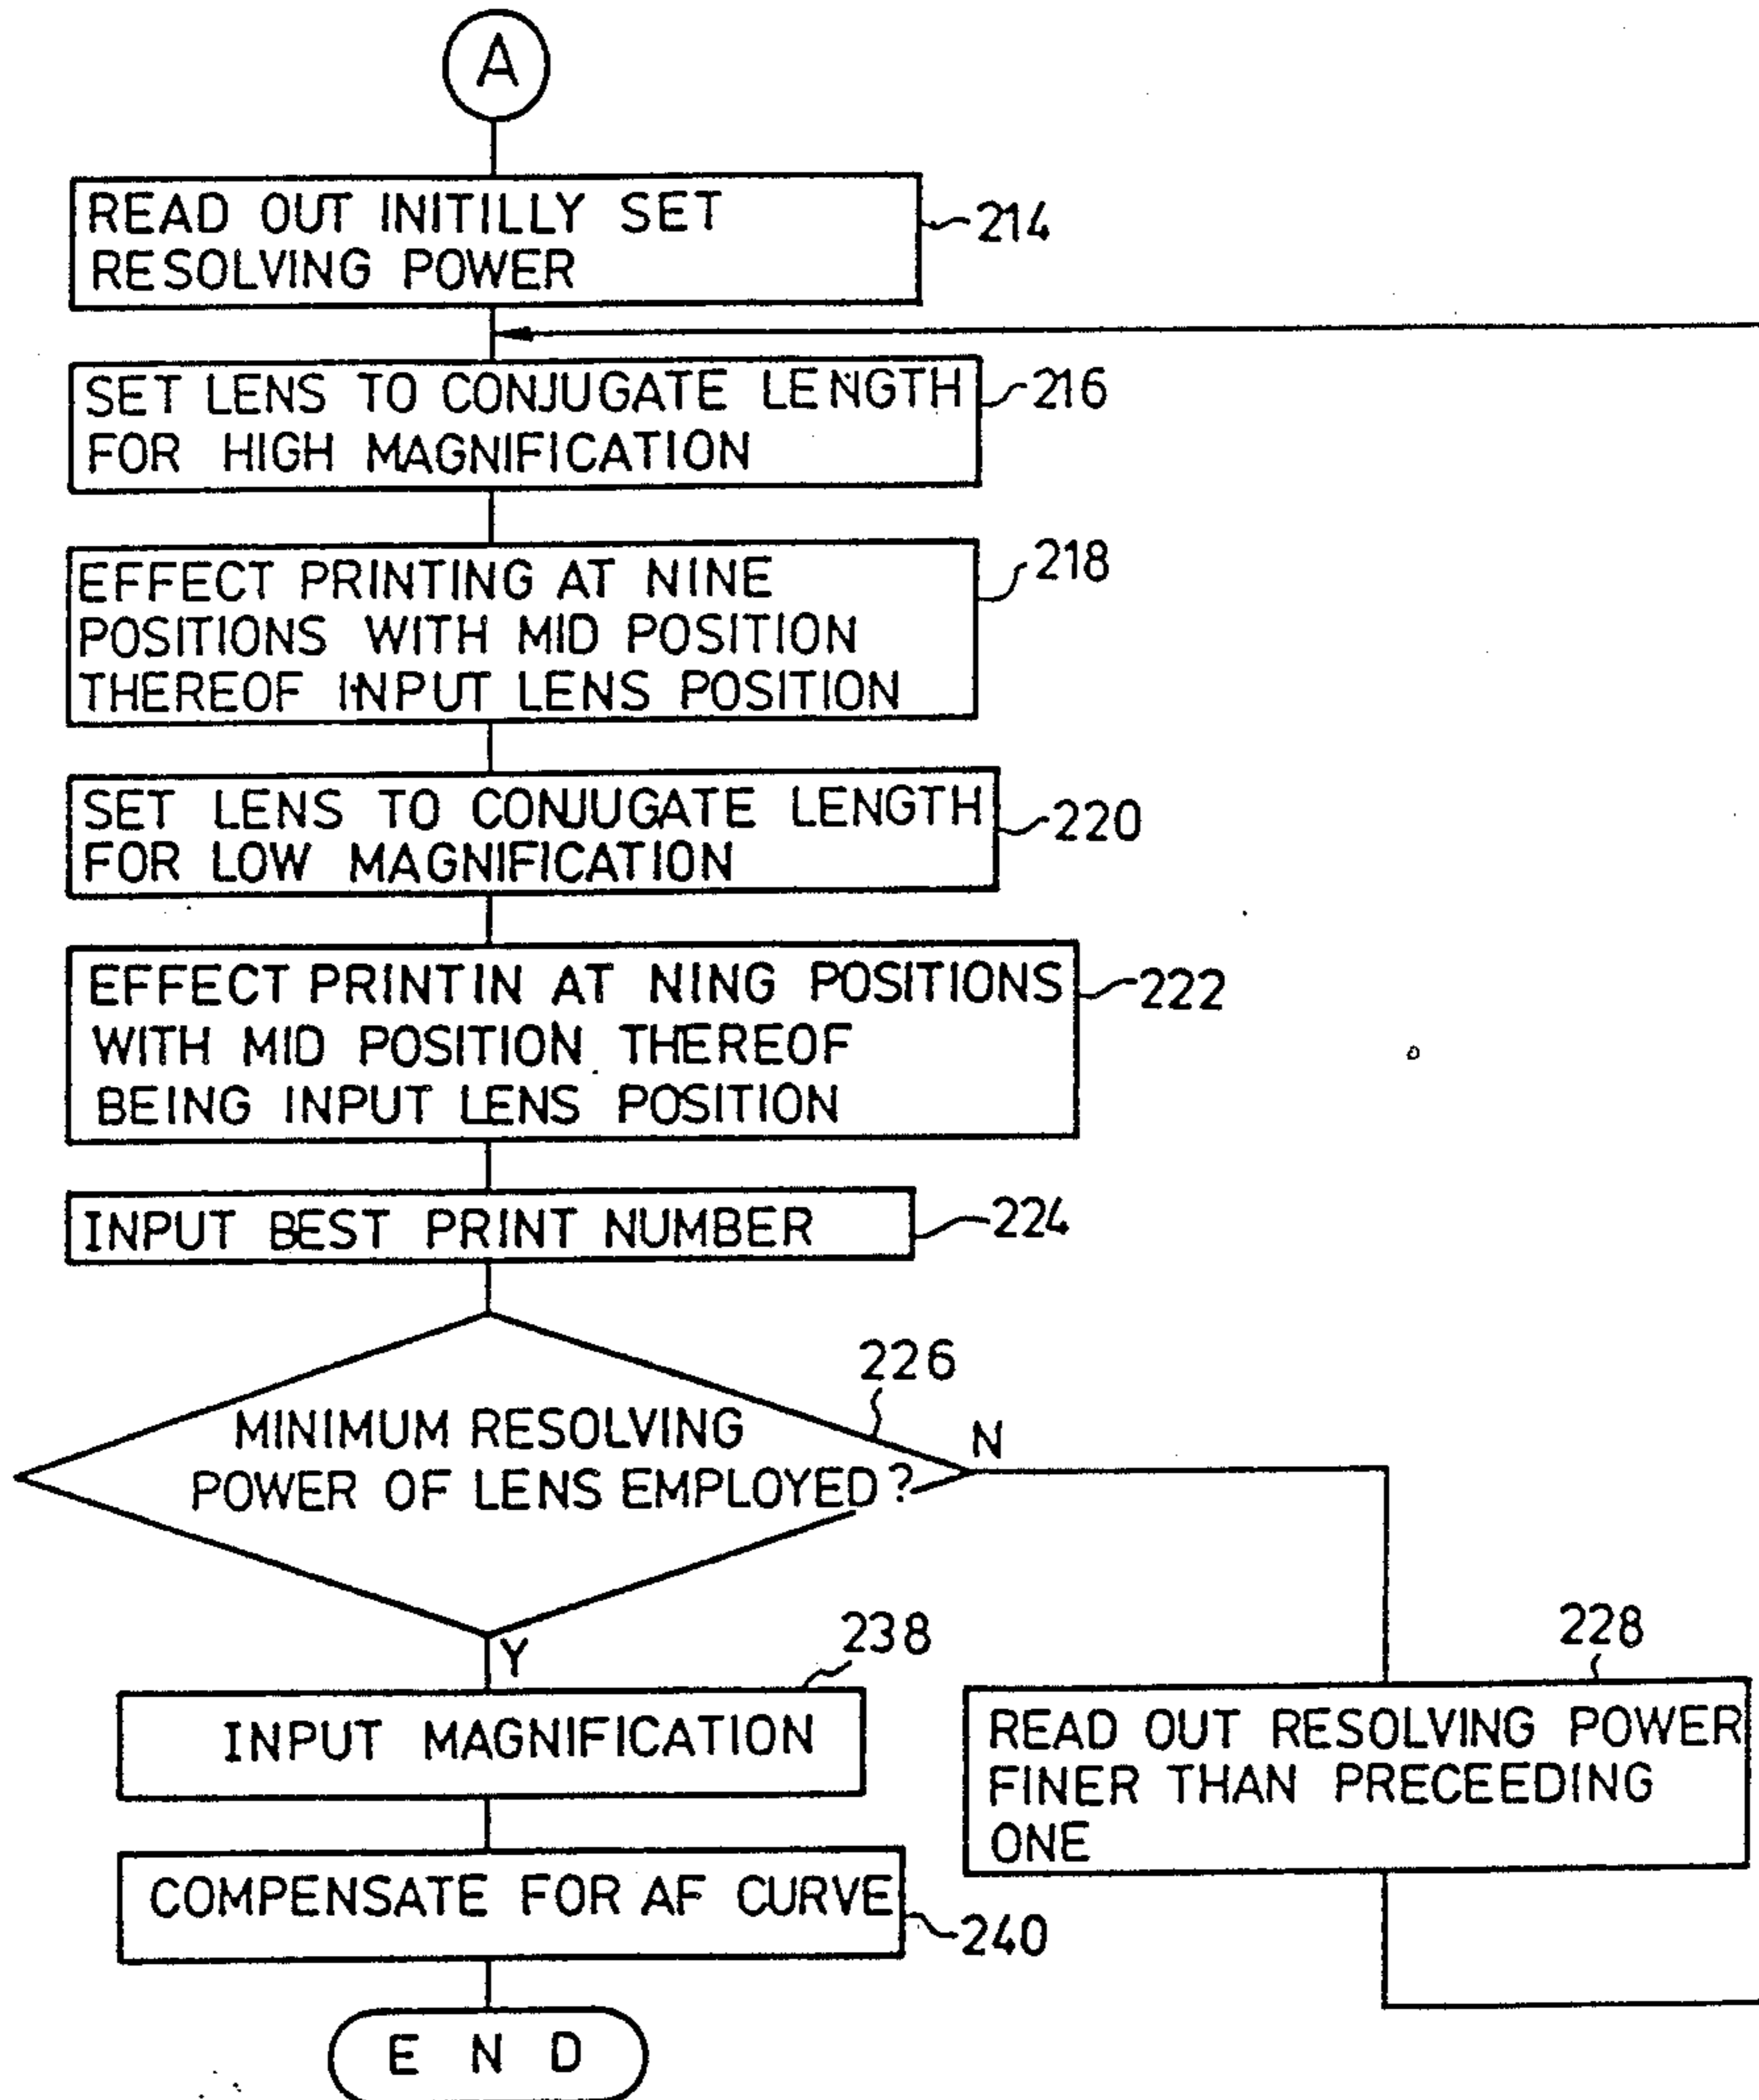 A
READ OUT INITILLY SET
RESOLVING POWER
214
SET LENS TO CONJUGATE LENGTH
FOR HIGH MAGNIFICATION
216
EFFECT PRINTING AT NINE
POSITIONS WITH MID POSITION
THEREOF INPUT LENS POSITION
218
SET LENS TO CONJUGATE LENGTH
FOR LOW MAGNIFICATION
220
EFFECT PRINTIN AT NING POSITIONS
WITH MID POSITION THEREOF
BEING INPUT LENS POSITION
222
INPUT BEST PRINT NUMBER
224
226
MINIMUM RESOLVING
POWER OF LENS EMPLOYED?
N
Y
238
INPUT MAGNIFICATION
228
READ OUT RESOLVING POWER
FINER THAN PRECEEDING
ONE
COMPENSATE FOR AF CURVE
240
END